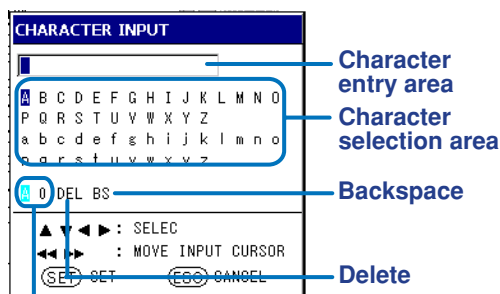 CHARACTER INPUT
A B C D E F G H I J K L M N O
P Q R S T U V W X Y Z
a b c d e f g h i j k l m n o
p q r s t u v w x y z
A 0 DEL BS
▲ ▼ ◀ ▶ : SELEC
◀◀ ▶▶ : MOVE INPUT CURSOR
SET SET ESC CANCEL
Character
entry area
Character
selection area
Backspace
Delete